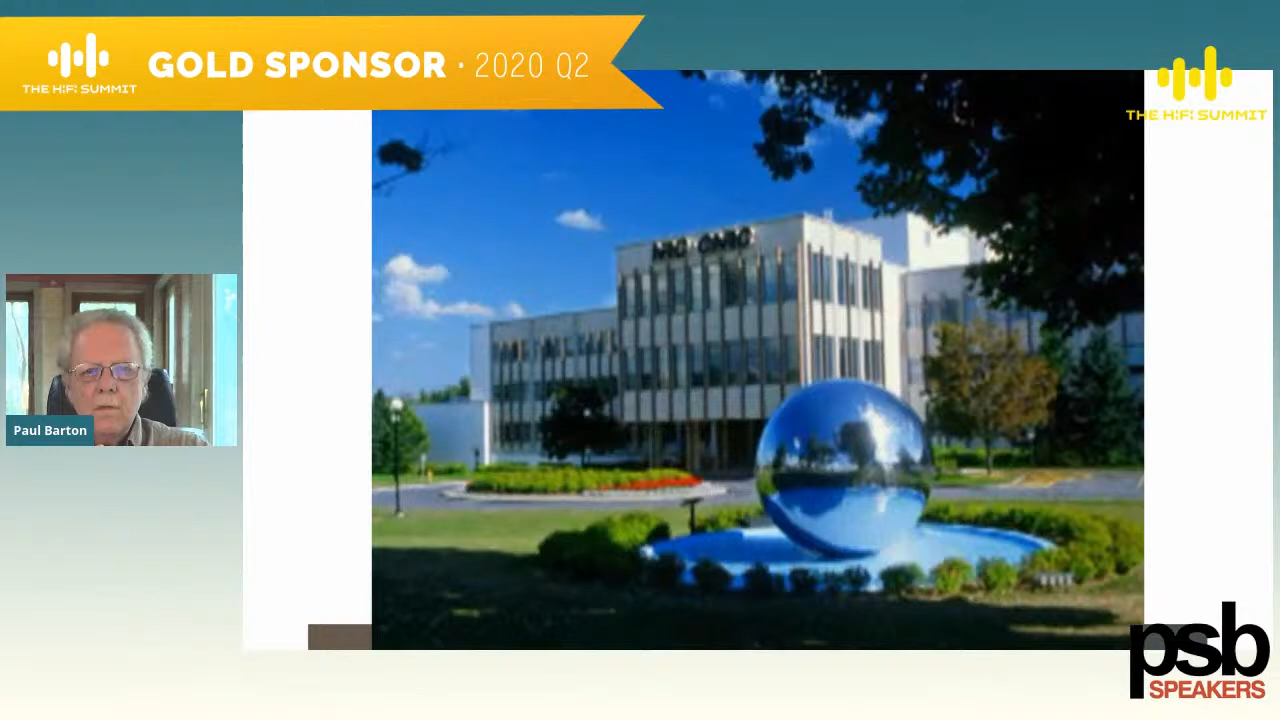 THE HIFI SUMMIT
GOLD SPONSOR · 2020 Q2
THE HIFI SUMMIT
NRC · CNRC
Paul Barton
psb
SPEAKERS